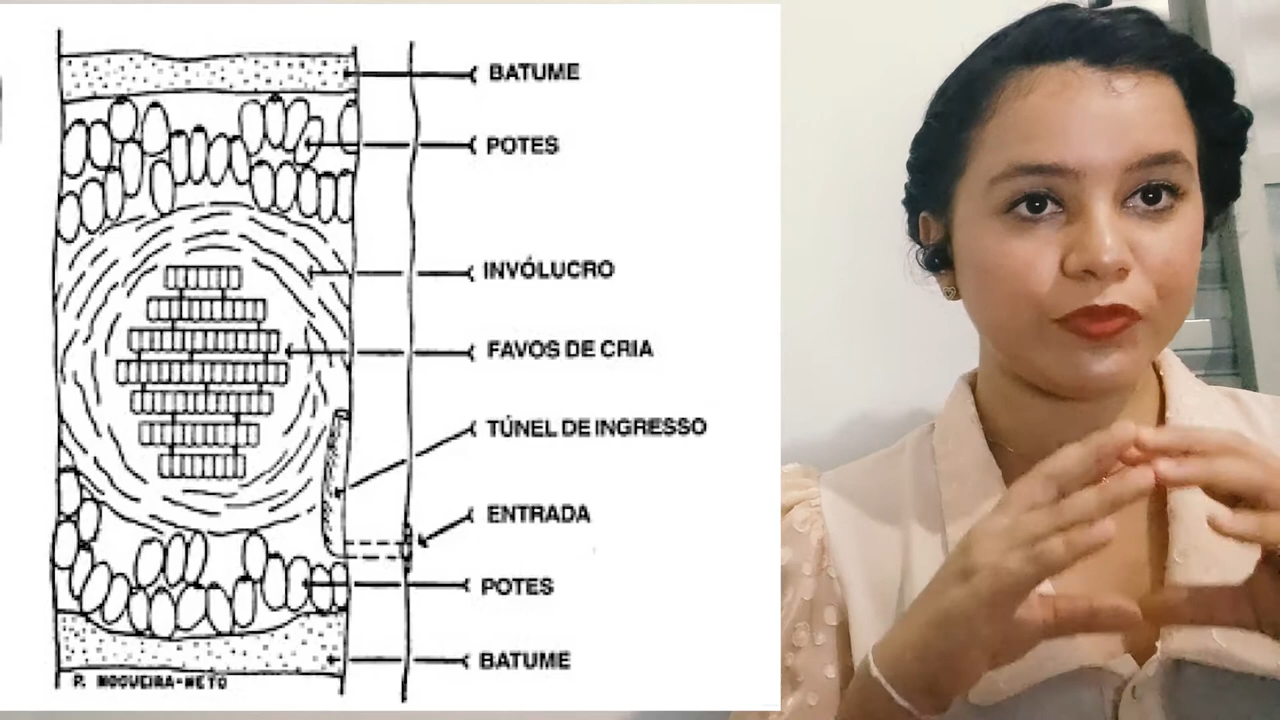 BATUME
POTES
INVÓLUCRO
FAVOS DE CRIA
TÚNEL DE INGRESSO
ENTRADA
POTES
BATUME
P. NOGUEIRA-NETO